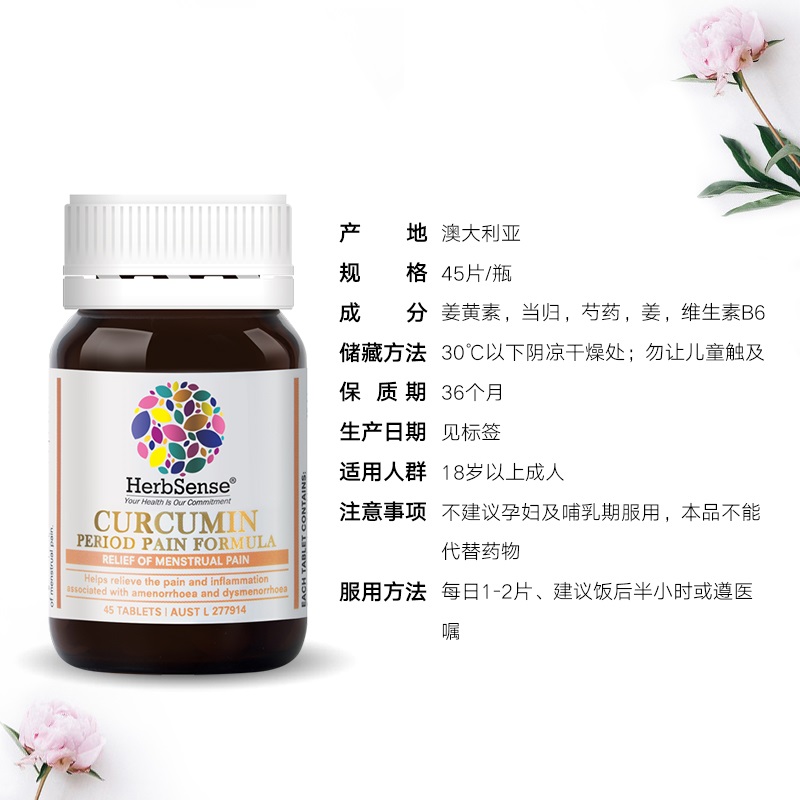 HerbSense®
Your Health Is Our Commitment
CURCUMIN
PERIOD PAIN FORMULA
RELIEF OF MENSTRUAL PAIN
Helps relieve the pain and inflammation
associated with amenorrhoea and dysmenorrhoea
45 TABLETS | AUST L 277914
of menstrual pain.
EACH TABLET CONTAINS:
产 地 澳大利亚
规 格 45片/瓶
成 分 姜黄素，当归，芍药，姜，维生素B6
储藏方法 30℃以下阴凉干燥处；勿让儿童触及
保 质 期 36个月
生产日期 见标签
适用人群 18岁以上成人
注意事项 不建议孕妇及哺乳期服用，本品不能
代替药物
服用方法 每日1-2片、建议饭后半小时或遵医
嘱